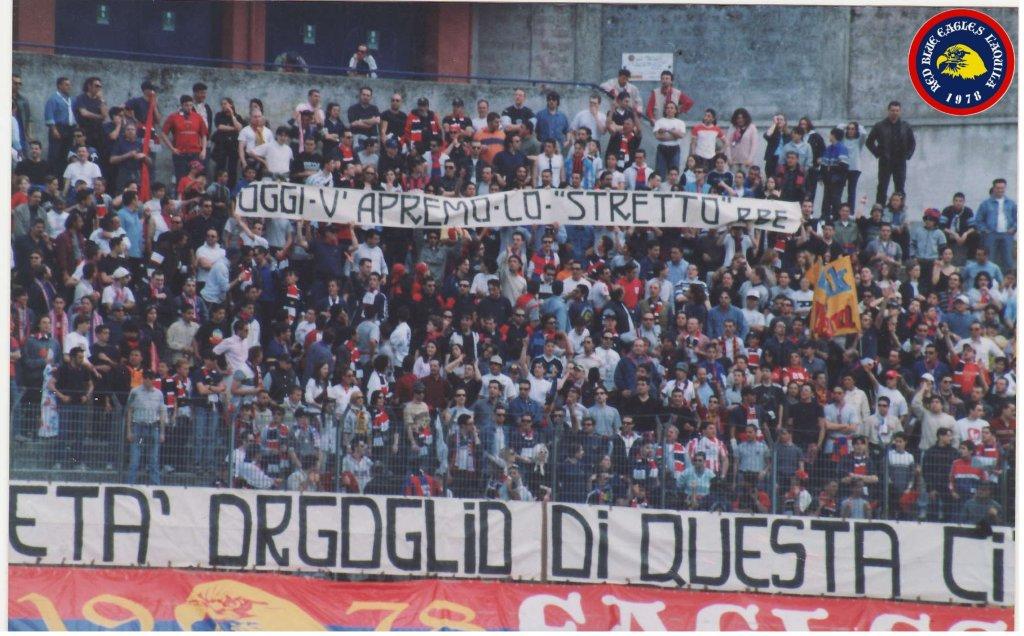 RED BLUE EAGLES L'AQUILA
1978
OGGI-V' APREMO-LO-"STRETTO" RBE
ETA' ORGOGLIO DI QUESTA CI
1978 EAGLES